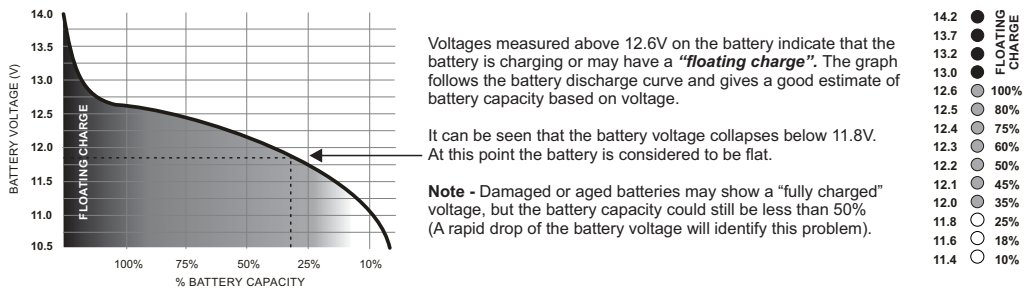 14.0
13.5
13.0
12.5
12.0
11.5
11.0
10.5
BATTERY VOLTAGE (V)
FLOATING CHARGE
100% 75% 50% 25% 10%
% BATTERY CAPACITY
Voltages measured above 12.6V on the battery indicate that the
battery is charging or may have a "floating charge". The graph
follows the battery discharge curve and gives a good estimate of
battery capacity based on voltage.
It can be seen that the battery voltage collapses below 11.8V.
At this point the battery is considered to be flat.
Note - Damaged or aged batteries may show a “fully charged”
voltage, but the battery capacity could still be less than 50%
(A rapid drop of the battery voltage will identify this problem).
14.2
13.7
13.2
13.0
FLOATING
CHARGE
12.6 100%
12.5 80%
12.4 75%
12.3 60%
12.2 50%
12.1 45%
12.0 35%
11.8 25%
11.6 18%
11.4 10%